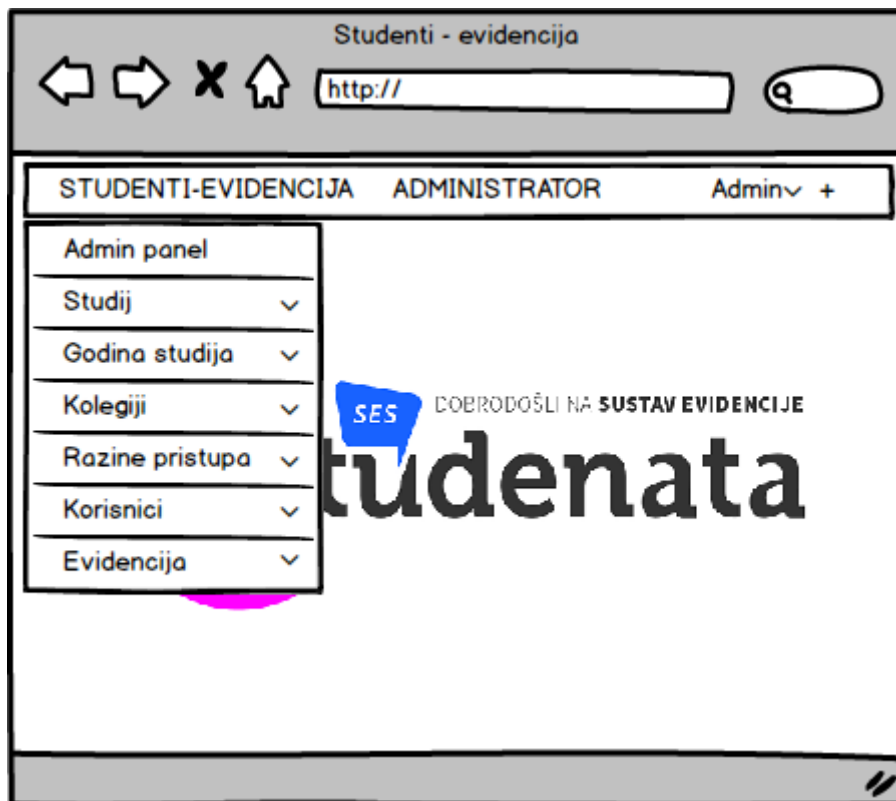 Studenti - evidencija
http://
STUDENTI-EVIDENCIJA ADMINISTRATOR Admin +
Admin panel
Studij
Godina studija
Kolegiji
Razine pristupa
Korisnici
Evidencija
SES
DOBRODOŠLI NA SUSTAV EVIDENCIJE
tudenata